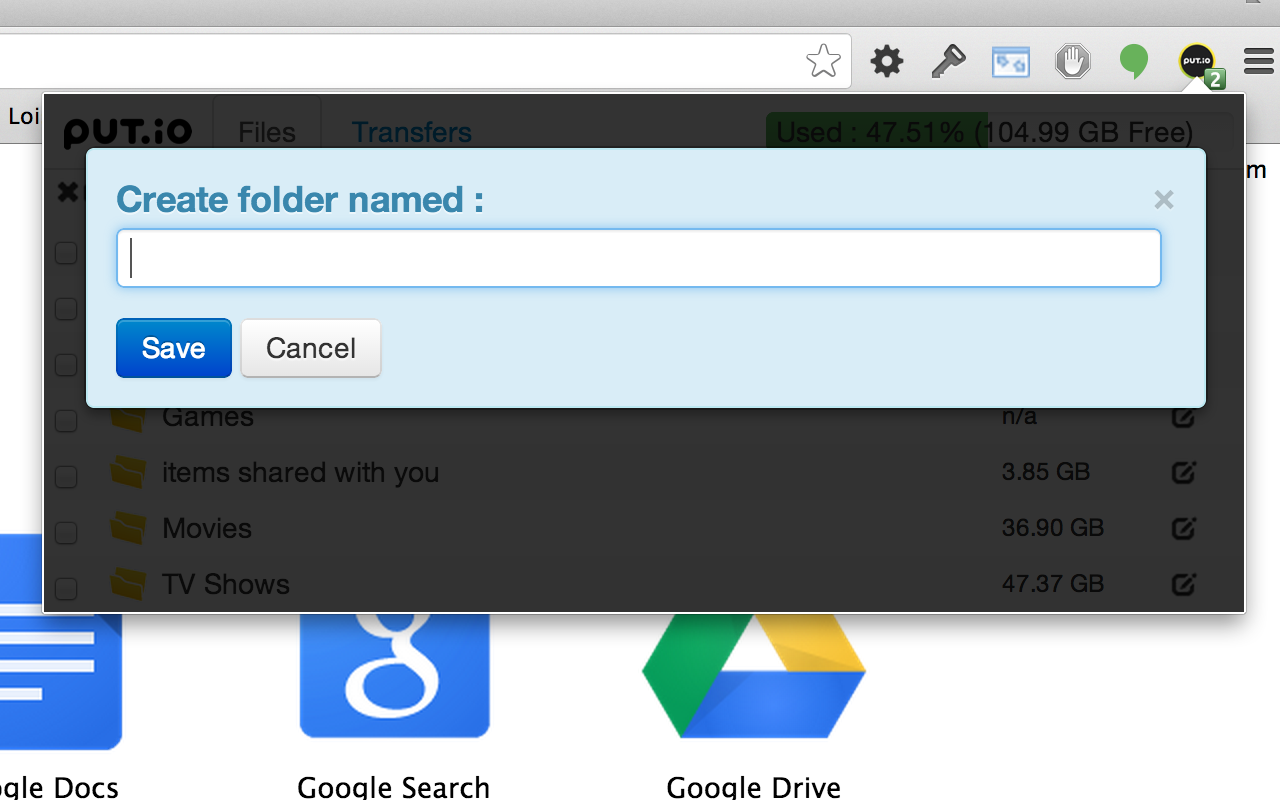 PUT.iO
2
Loi
PUT.iO
Files
Transfers
Used : 47.51% (104.99 GB Free)
m
Create folder named :
×
Save
Cancel
Games
n/a
items shared with you
3.85 GB
Movies
36.90 GB
TV Shows
47.37 GB
g
gle Docs
Google Search
Google Drive